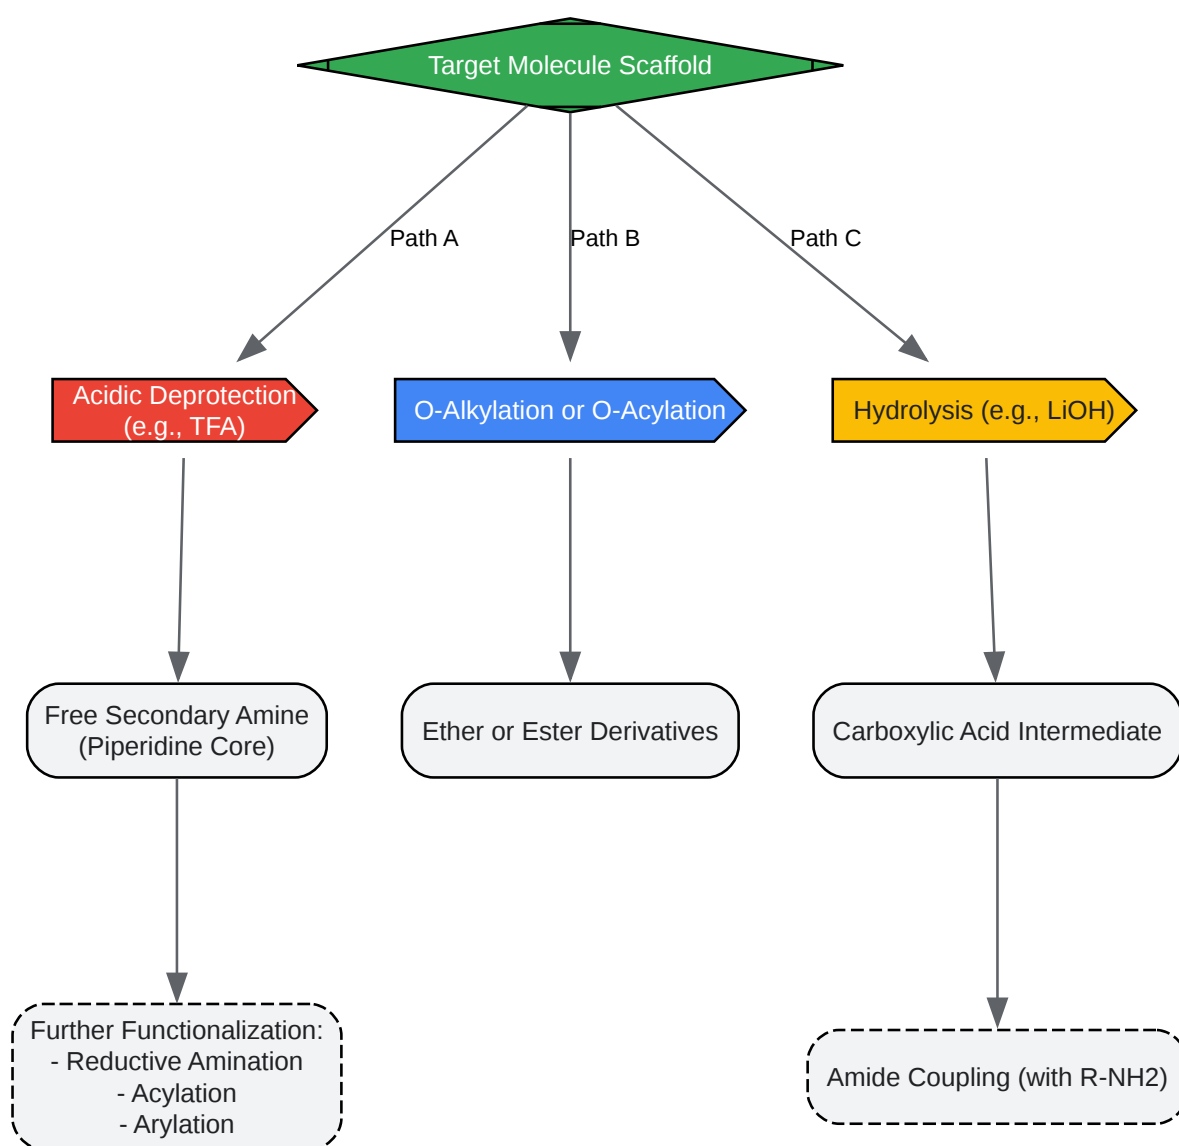 Target Molecule Scaffold
Path A
Path B
Path C
Acidic Deprotection
(e.g., TFA)
O-Alkylation or O-Acylation
Hydrolysis (e.g., LiOH)
Free Secondary Amine
(Piperidine Core)
Ether or Ester Derivatives
Carboxylic Acid Intermediate
Further Functionalization:
- Reductive Amination
- Acylation
- Arylation
Amide Coupling (with R-NH2)